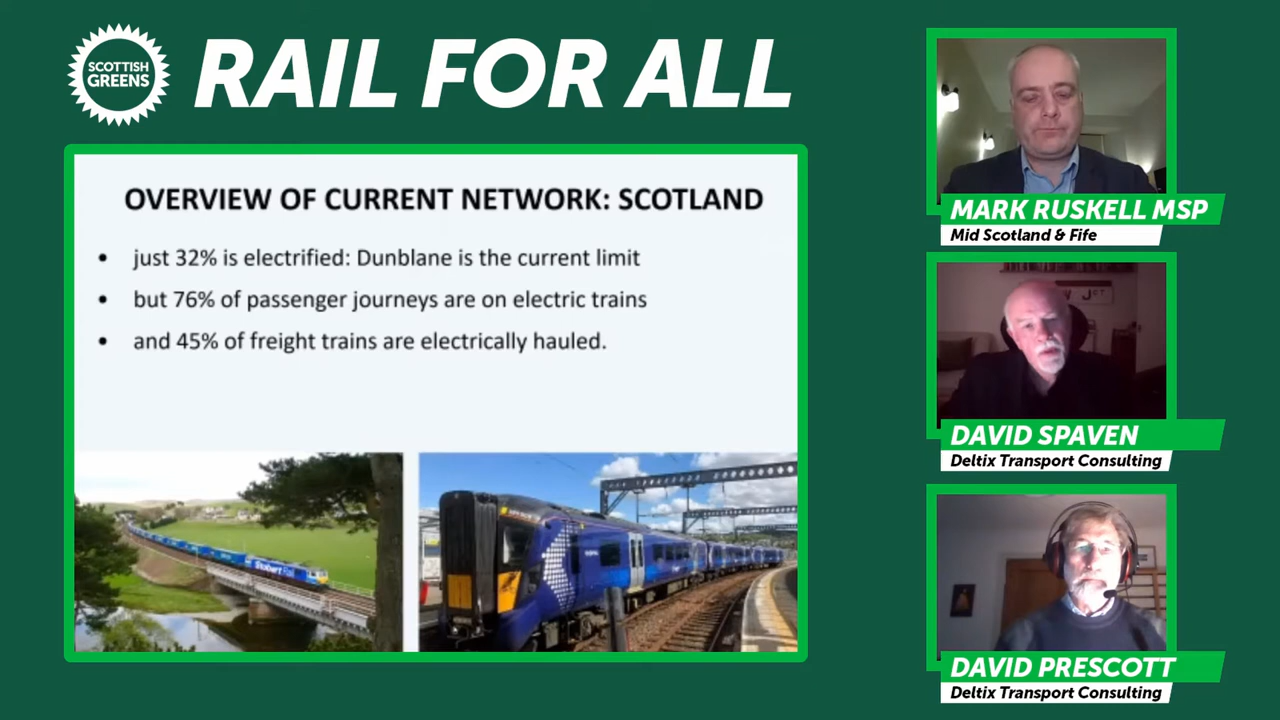 SCOTTISH
GREENS
RAIL FOR ALL
OVERVIEW OF CURRENT NETWORK: SCOTLAND
• just 32% is electrified: Dunblane is the current limit
• but 76% of passenger journeys are on electric trains
• and 45% of freight trains are electrically hauled.
Stobart Rail
MARK RUSKELL MSP
Mid Scotland & Fife
DAVID SPAVEN
Deltix Transport Consulting
DAVID PRESCOTT
Deltix Transport Consulting